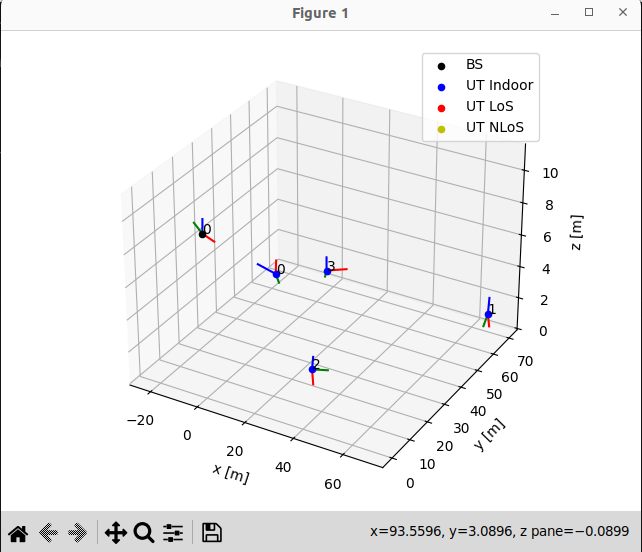 Figure 1
BS
UT Indoor
UT LoS
UT NLoS
0
0
3
1
2
10
8
6
4
2
0
z [m]
−20
0
20
40
60
x [m]
0
10
20
30
40
50
60
70
y [m]
x=93.5596, y=3.0896, z pane=−0.0899